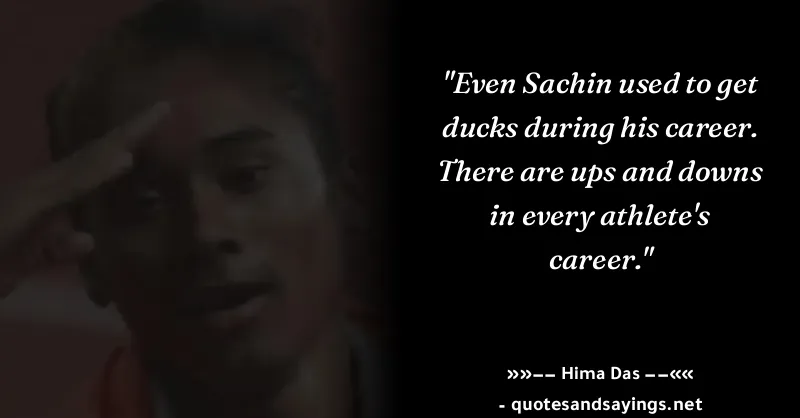 "Even Sachin used to get
ducks during his career.
There are ups and downs
in every athlete's
career."
»»−− Hima Das −−««
- quotesandsayings.net